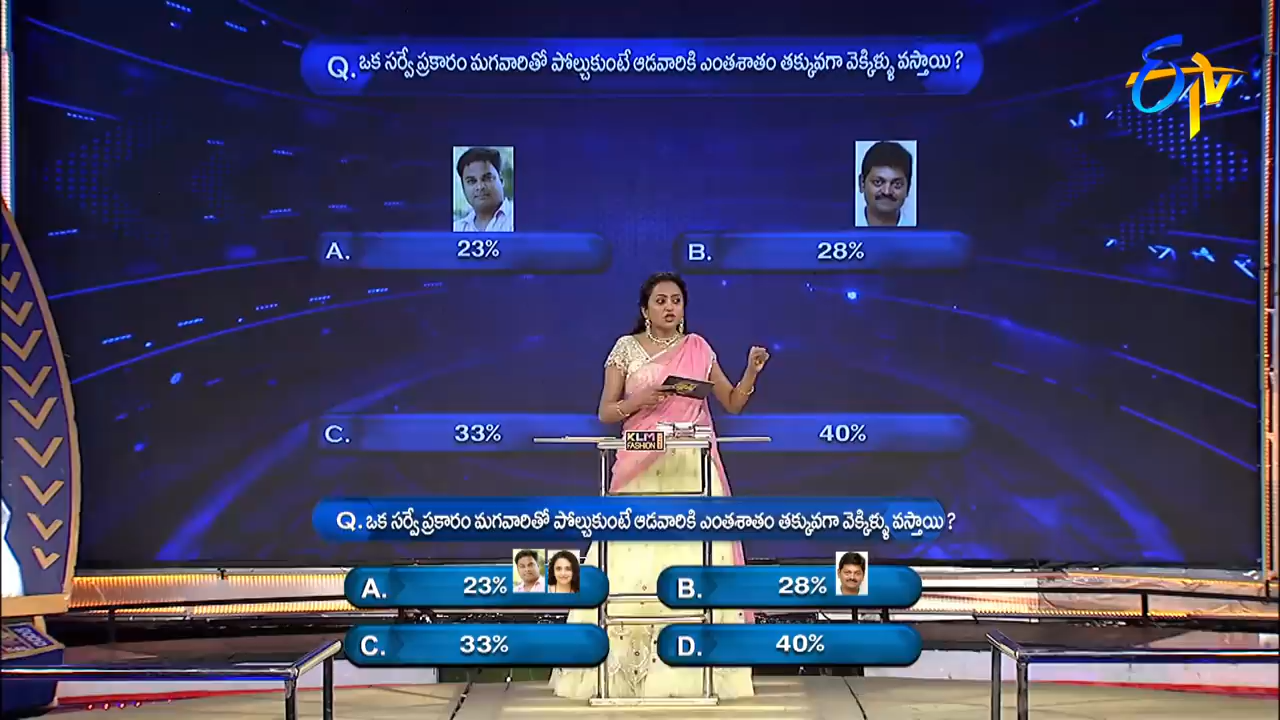 Q. ఒక సర్వే ప్రకారం మగవారితో పోల్చుకుంటే ఆడవారికి ఎంతశాతం తక్కువగా వెక్కిళ్ళు వస్తాయి ?
ఈtv
A. 23%
B. 28%
C. 33%
40%
KLM
FASHION
Q. ఒక సర్వే ప్రకారం మగవారితో పోల్చుకుంటే ఆడవారికి ఎంతశాతం తక్కువగా వెక్కిళ్ళు వస్తాయి ?
A. 23%
B. 28%
C. 33%
D. 40%